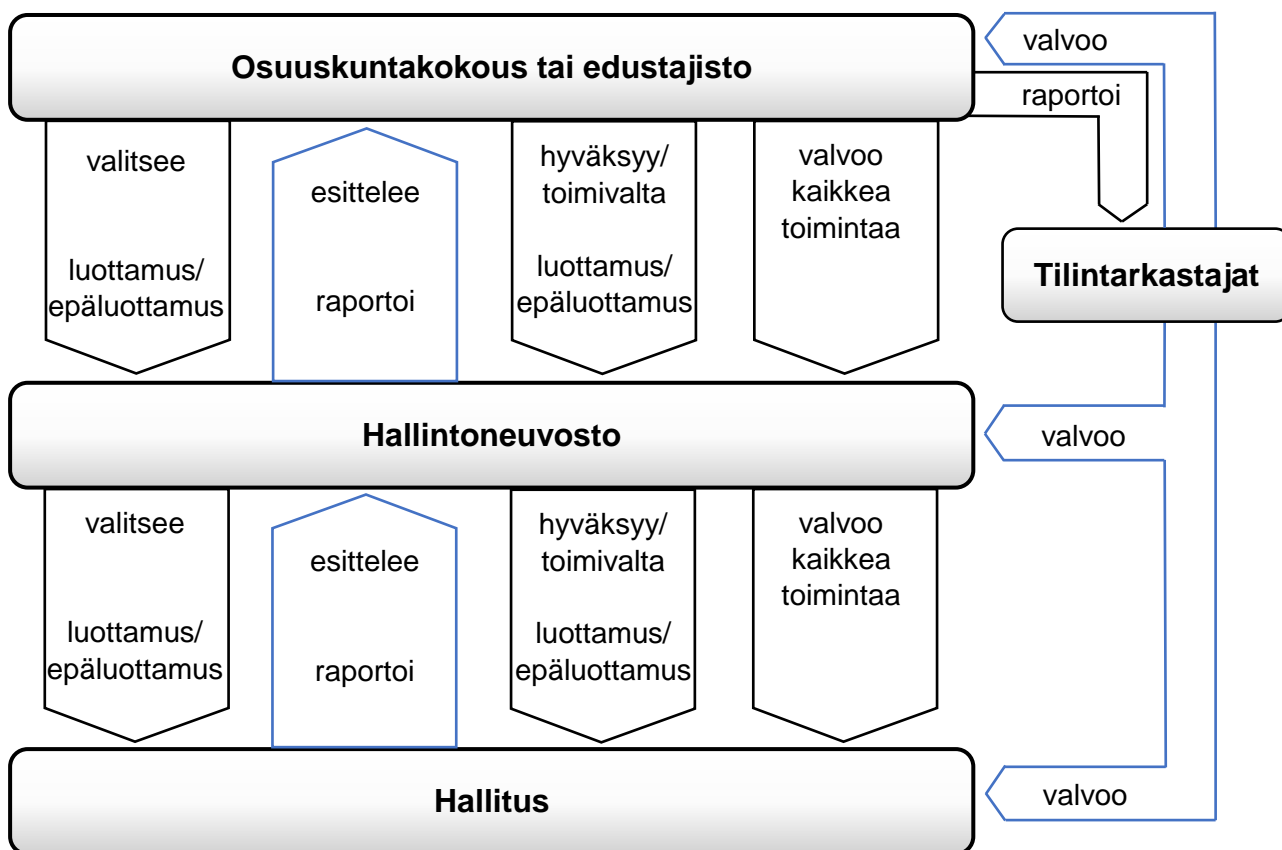 Osuuskuntakokous tai edustajisto
valvoo
raportoi
valitsee
luottamus/
epäluottamus
esittelee
raportoi
hyväksyy/
toimivalta
luottamus/
epäluottamus
valvoo
kaikkea
toimintaa
Tilintarkastajat
Hallintoneuvosto
valvoo
valitsee
luottamus/
epäluottamus
esittelee
raportoi
hyväksyy/
toimivalta
luottamus/
epäluottamus
valvoo
kaikkea
toimintaa
Hallitus
valvoo